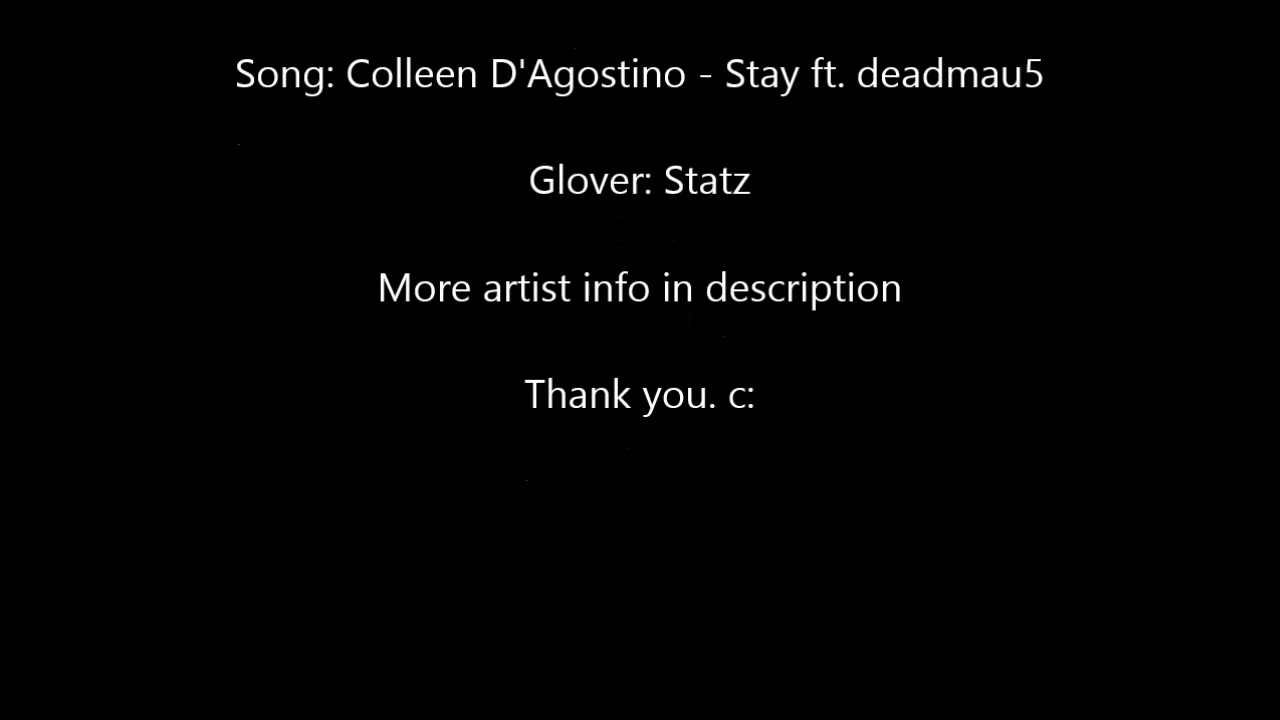 Song: Colleen D'Agostino - Stay ft. deadmau5
Glover: Statz
More artist info in description
Thank you. c: